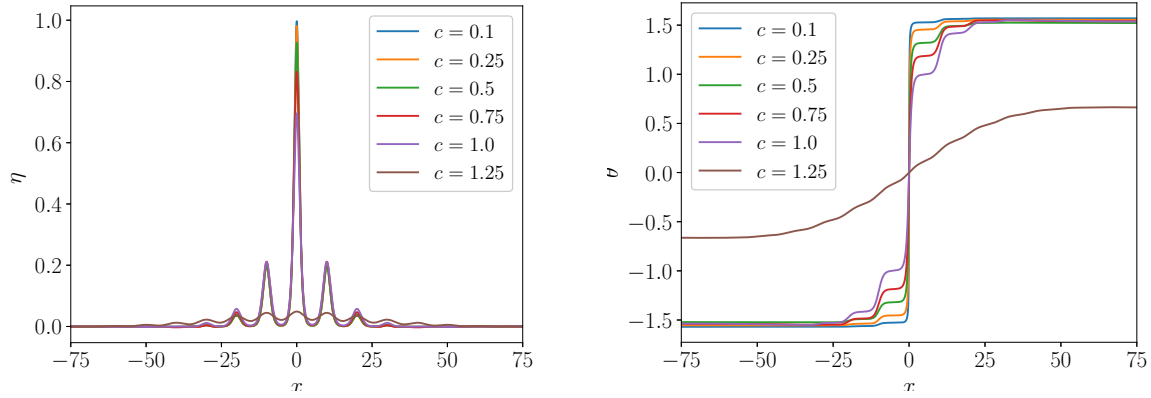 1.0
0.8
0.6
0.4
0.2
0.0
η
c = 0.1
c = 0.25
c = 0.5
c = 0.75
c = 1.0
c = 1.25
−75 −50 −25 0 25 50 75
x
1.5
1.0
0.5
0.0
−0.5
−1.0
−1.5
c = 0.1
c = 0.25
c = 0.5
c = 0.75
c = 1.0
c = 1.25
−75 −50 −25 0 25 50 75
x